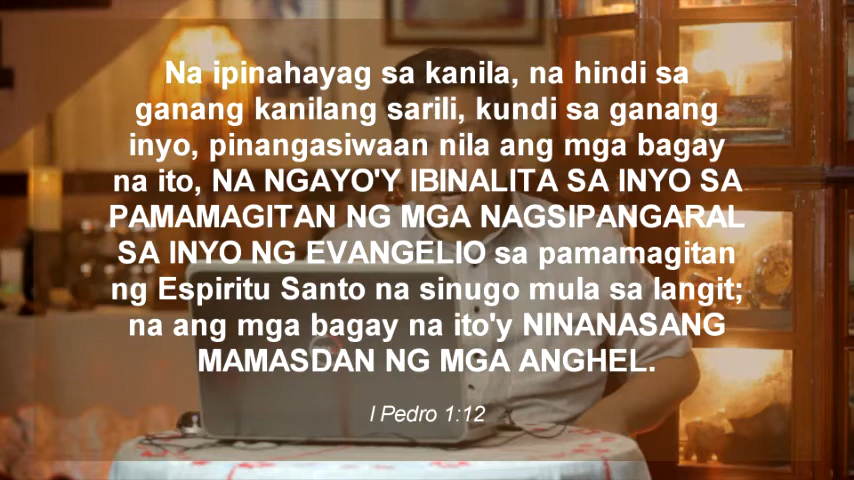 Na ipinahayag sa kanila, na hindi sa
ganang kanilang sarili, kundi sa ganang
inyo, pinangasiwaan nila ang mga bagay
na ito, NA NGAYO'Y IBINALITA SA INYO SA
PAMAMAGITAN NG MGA NAGSIPANGARAL
SA INYO NG EVANGELIO sa pamamagitan
ng Espiritu Santo na sinugo mula sa langit;
na ang mga bagay na ito'y NINANASANG
MAMASDAN NG MGA ANGHEL.
I Pedro 1:12